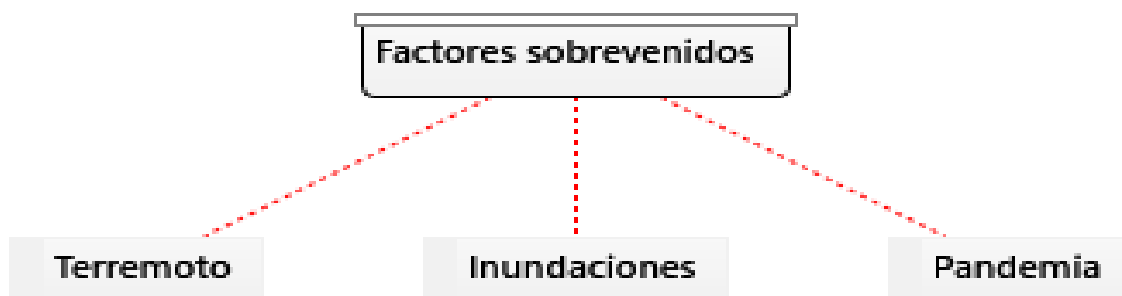 Factores sobrevenidos
Terremoto
Inundaciones
Pandemia